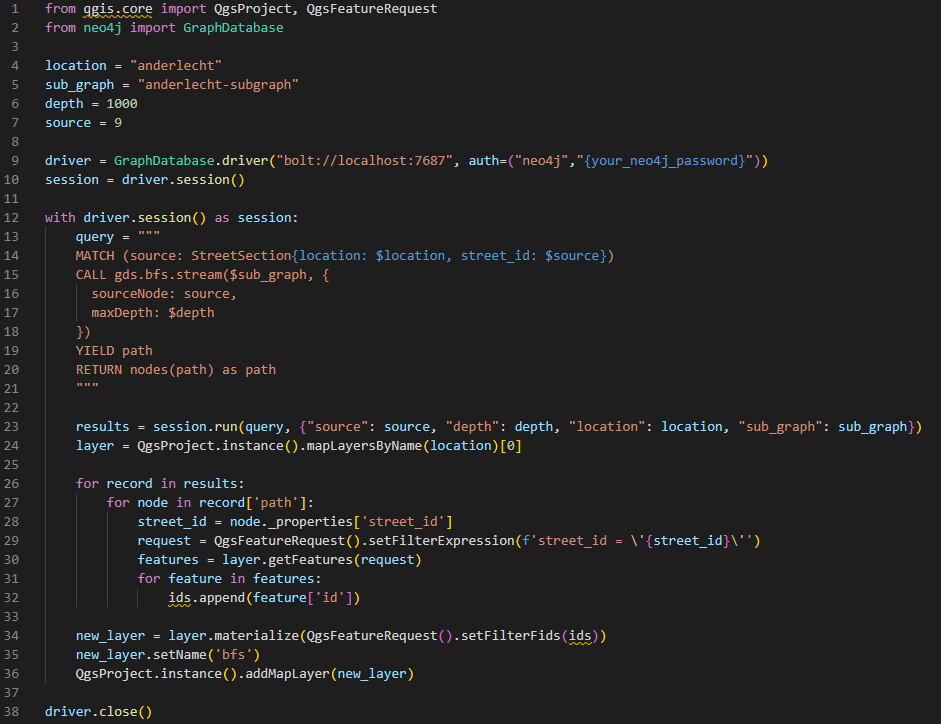 1 from qgis.core import QgsProject, QgsFeatureRequest
2 from neo4j import GraphDatabase
3
4 location = "anderlecht"
5 sub_graph = "anderlecht-subgraph"
6 depth = 1000
7 source = 9
8
9 driver = GraphDatabase.driver("bolt://localhost:7687", auth=("neo4j","{your_neo4j_password}"))
10 session = driver.session()
11
12 with driver.session() as session:
13     query = """
14     MATCH (source: StreetSection{location: $location, street_id: $source})
15     CALL gds.bfs.stream($sub_graph, {
16       sourceNode: source,
17       maxDepth: $depth
18     })
19     YIELD path
20     RETURN nodes(path) as path
21     """
22
23     results = session.run(query, {"source": source, "depth": depth, "location": location, "sub_graph": sub_graph})
24     layer = QgsProject.instance().mapLayersByName(location)[0]
25
26     for record in results:
27         for node in record['path']:
28             street_id = node._properties['street_id']
29             request = QgsFeatureRequest().setFilterExpression(f'street_id = \'{street_id}\'')
30             features = layer.getFeatures(request)
31             for feature in features:
32                 ids.append(feature['id'])
33
34     new_layer = layer.materialize(QgsFeatureRequest().setFilterFids(ids))
35     new_layer.setName('bfs')
36     QgsProject.instance().addMapLayer(new_layer)
37
38 driver.close()